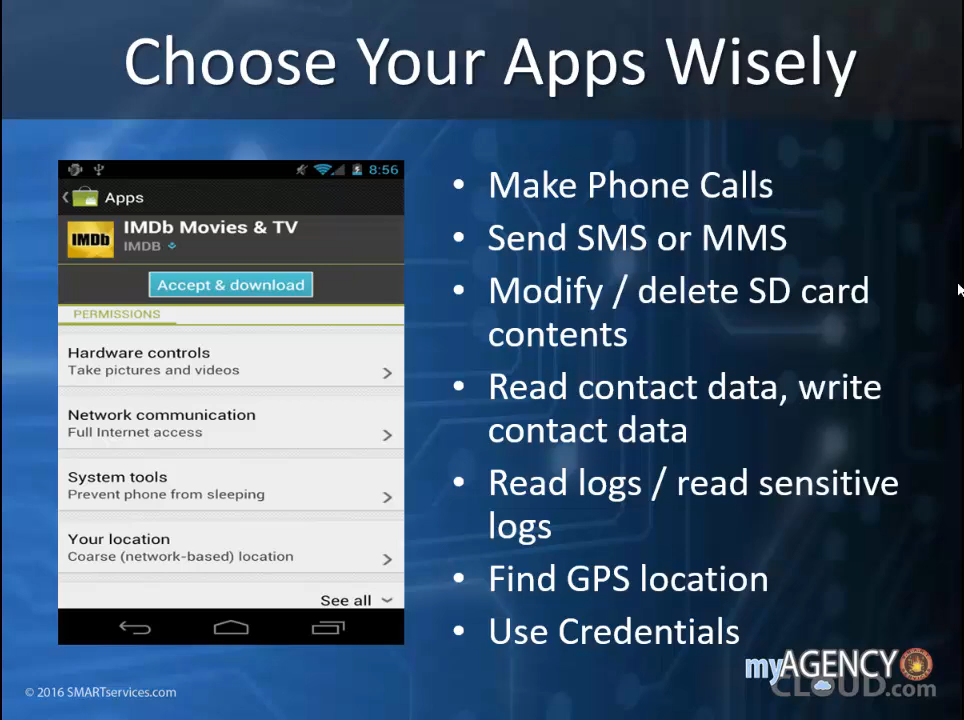 Choose Your Apps Wisely
8:56
Apps
IMDb
IMDb Movies & TV
IMDB
Accept & download
PERMISSIONS
Hardware controls
Take pictures and videos
Network communication
Full Internet access
System tools
Prevent phone from sleeping
Your location
Coarse (network-based) location
See all
• Make Phone Calls
• Send SMS or MMS
• Modify / delete SD card
contents
• Read contact data, write
contact data
• Read logs / read sensitive
logs
• Find GPS location
• Use Credentials
myAGENCY
CLOUD.com
© 2016 SMARTservices.com